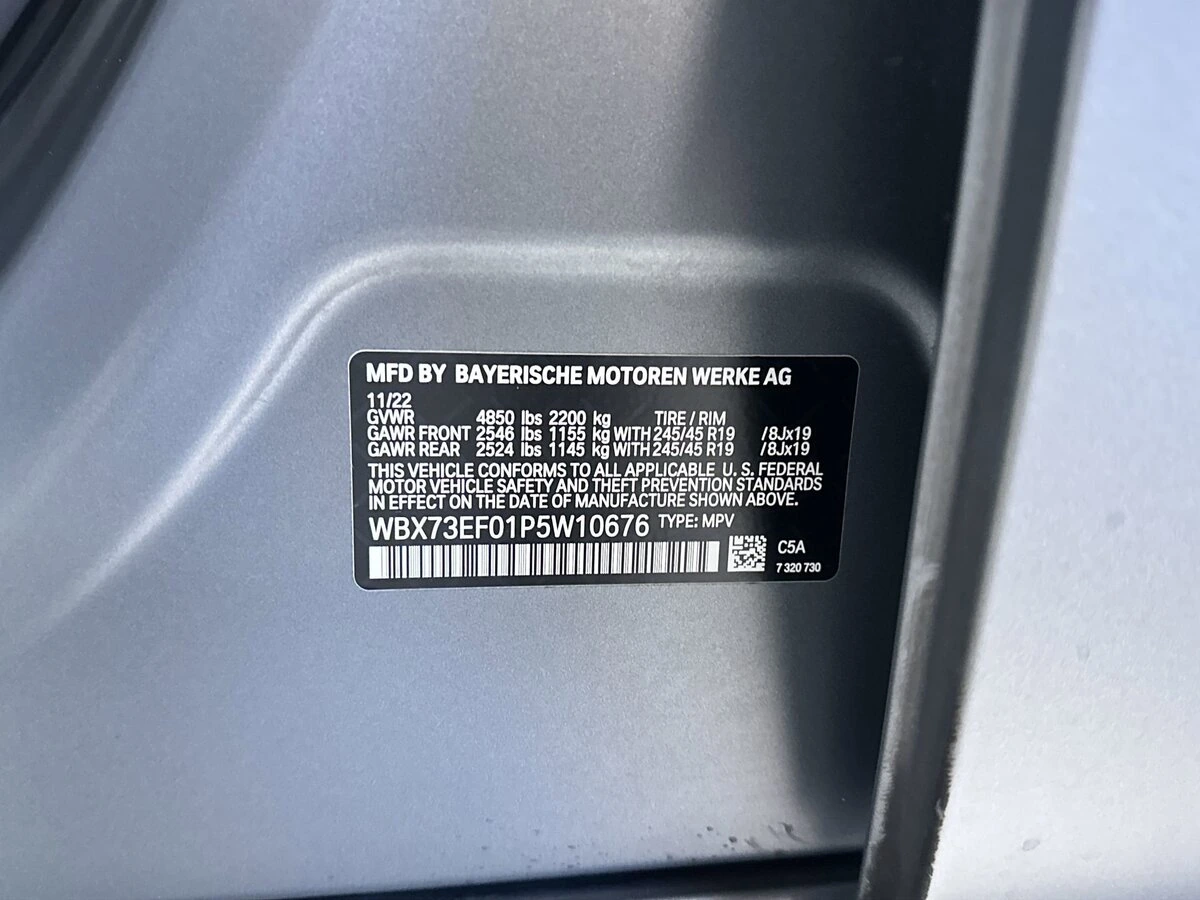 MFD BY BAYERISCHE MOTOREN WERKE AG
11/22
GVWR 4850 lbs 2200 kg TIRE / RIM
GAWR FRONT 2546 lbs 1155 kg WITH 245/45 R19 /8Jx19
GAWR REAR 2524 lbs 1145 kg WITH 245/45 R19 /8Jx19
THIS VEHICLE CONFORMS TO ALL APPLICABLE U. S. FEDERAL
MOTOR VEHICLE SAFETY AND THEFT PREVENTION STANDARDS
IN EFFECT ON THE DATE OF MANUFACTURE SHOWN ABOVE.
WBX73EF01P5W10676 TYPE: MPV
C5A
7 320 730